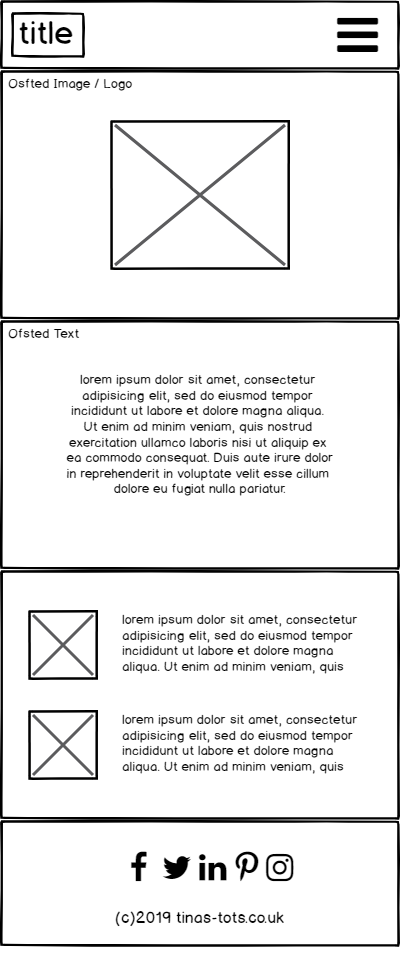 title
Osfted Image / Logo
Ofsted Text
lorem ipsum dolor sit amet, consectetur
adipisicing elit, sed do eiusmod tempor
incididunt ut labore et dolore magna aliqua.
Ut enim ad minim veniam, quis nostrud
exercitation ullamco laboris nisi ut aliquip ex
ea commodo consequat. Duis aute irure dolor
in reprehenderit in voluptate velit esse cillum
dolore eu fugiat nulla pariatur.
lorem ipsum dolor sit amet, consectetur
adipisicing elit, sed do eiusmod tempor
incididunt ut labore et dolore magna
aliqua. Ut enim ad minim veniam, quis
lorem ipsum dolor sit amet, consectetur
adipisicing elit, sed do eiusmod tempor
incididunt ut labore et dolore magna
aliqua. Ut enim ad minim veniam, quis
(c)2019 tinas-tots.co.uk